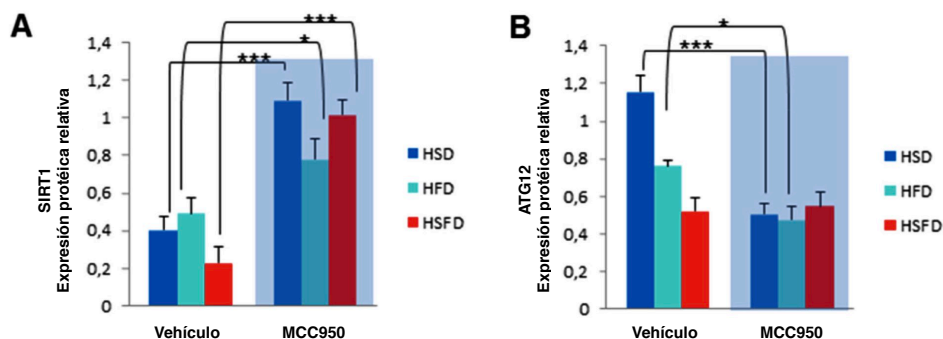 A
SIRT1
Expresión protéica relativa
1,4
1,2
1
0,8
0,6
0,4
0,2
0
***
*
***
Vehículo
MCC950
HSD
HFD
HSFD
B
ATG12
Expresión protéica relativa
1,4
1,2
1
0,8
0,6
0,4
0,2
0
*
***
Vehículo
MCC950
HSD
HFD
HSFD